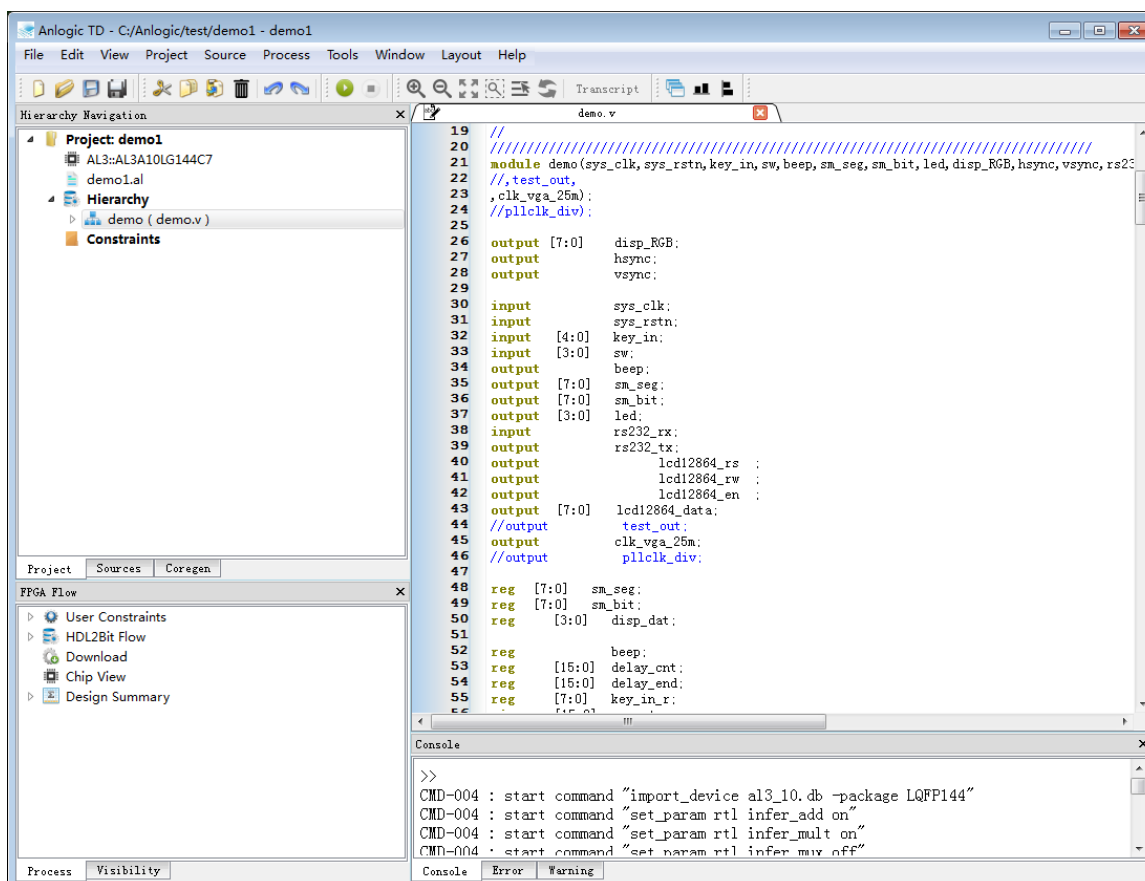 Anlogic TD - C:/Anlogic/test/demo1 - demo1
File Edit View Project Source Process Tools Window Layout Help
Transcript
Hierarchy Navigation
Project: demo1
AL3::AL3A10LG144C7
demo1.al
Hierarchy
demo ( demo.v )
Constraints
Project Sources Coregen
FPGA Flow
User Constraints
HDL2Bit Flow
Download
Chip View
Design Summary
Process Visibility
demo.v
19 //
20 ///////////////////////////////////////////////////////////////////////////////////
21 module demo(sys_clk,sys_rstn,key_in,sw,beep,sm_seg,sm_bit,led,disp_RGB,hsync,vsync,rs23
22 //,test_out,
23 ,clk_vga_25m);
24 //pllclk_div);
25
26 output [7:0] disp_RGB;
27 output hsync;
28 output vsync;
29
30 input sys_clk;
31 input sys_rstn;
32 input [4:0] key_in;
33 input [3:0] sw;
34 output beep;
35 output [7:0] sm_seg;
36 output [7:0] sm_bit;
37 output [3:0] led;
38 input rs232_rx;
39 output rs232_tx;
40 output lcd12864_rs ;
41 output lcd12864_rw ;
42 output lcd12864_en ;
43 output [7:0] lcd12864_data;
44 //output test_out;
45 output clk_vga_25m;
46 //output pllclk_div;
47
48 reg [7:0] sm_seg;
49 reg [7:0] sm_bit;
50 reg [3:0] disp_dat;
51
52 reg beep;
53 reg [15:0] delay_cnt;
54 reg [15:0] delay_end;
55 reg [7:0] key_in_r;
Console
>>
CMD-004 : start command "import_device al3_10.db -package LQFP144"
CMD-004 : start command "set_param rtl infer_add on"
CMD-004 : start command "set_param rtl infer_mult on"
CMD-004 : start command "set_param rtl infer_mux off"
Console Error Warning